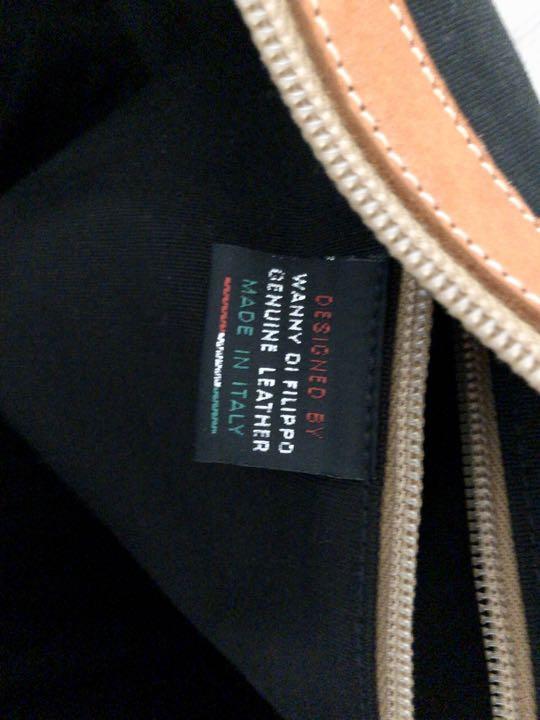 DESIGNED BY
WANNY DI FILIPPO
GENUINE LEATHER
MADE IN ITALY